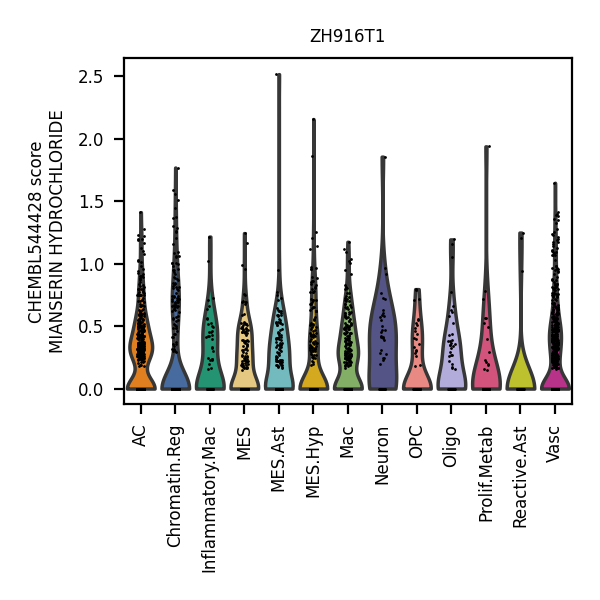 ZH916T1
CHEMBL544428 score
MIANSERIN HYDROCHLORIDE
2.5
2.0
1.5
1.0
0.5
0.0
AC
Chromatin.Reg
Inflammatory.Mac
MES
MES.Ast
MES.Hyp
Mac
Neuron
OPC
Oligo
Prolif.Metab
Reactive.Ast
Vasc